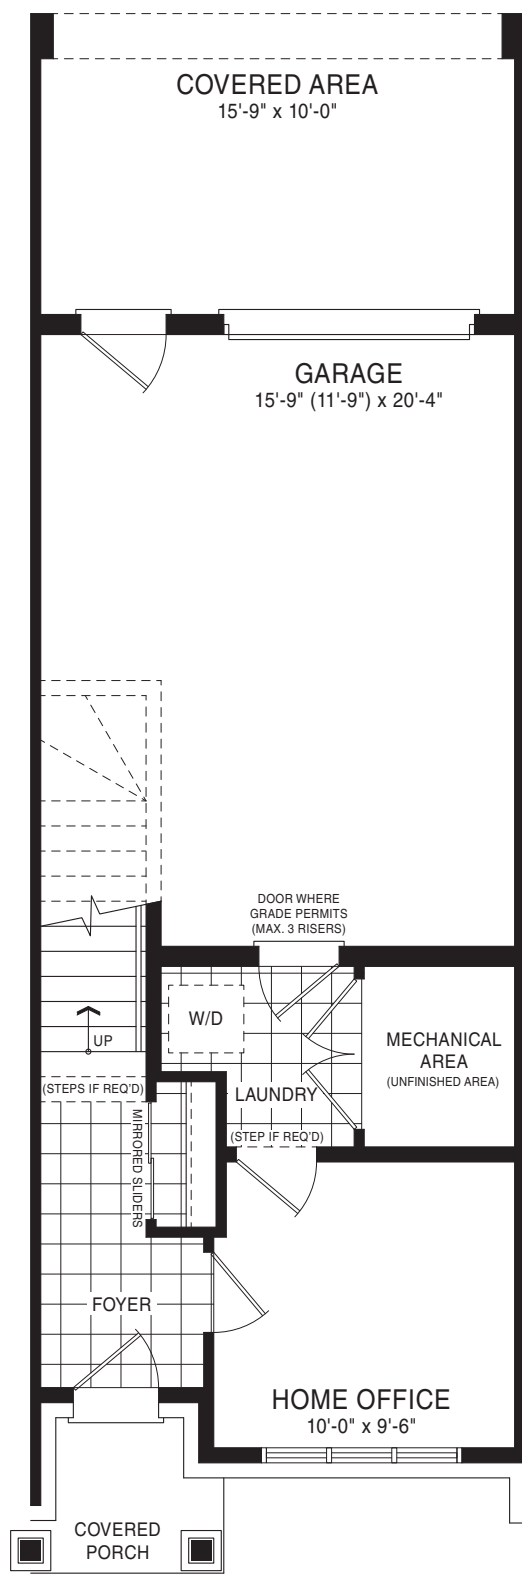 COVERED AREA
15'-9" x 10'-0"
GARAGE
15'-9" (11'-9") x 20'-4"
DOOR WHERE
GRADE PERMITS
(MAX. 3 RISERS)
W/D
UP
MECHANICAL
AREA
(UNFINISHED AREA)
(STEPS IF REQ'D)
LAUNDRY
(STEP IF REQ'D)
MIRRORED SLIDERS
FOYER
HOME OFFICE
10'-0" x 9'-6"
COVERED
PORCH